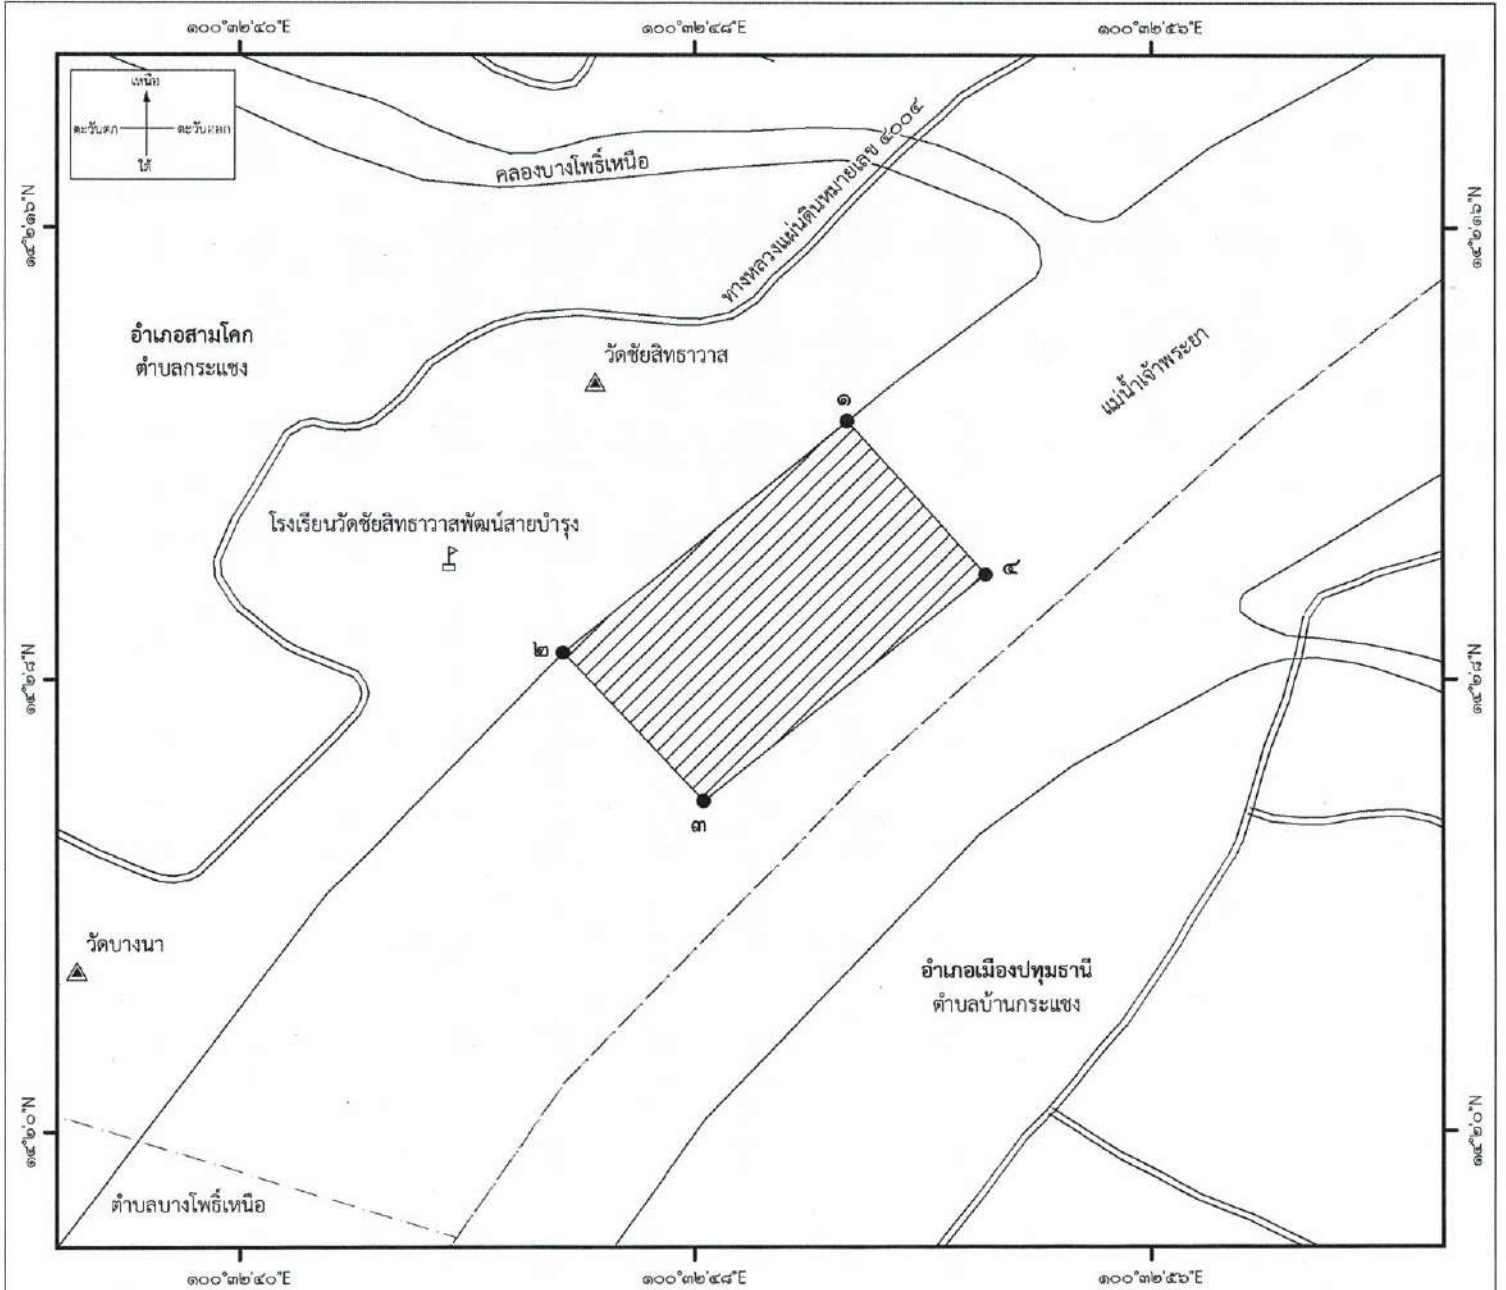 ๑๐๐°๓๒'๔๐"E
๑๐๐°๓๒'๔๘"E
๑๐๐°๓๒'๕๖"E
เหนือ
ตะวันตก
ตะวันออก
ใต้
คลองบางโพธิ์เหนือ
ทางหลวงแผ่นดินหมายเลข ๔๐๐๔
๑๔°๒'๑๖"N
๑๔°๒'๑๖"N
อำเภอสามโคก
ตำบลกระแชง
วัดชัยสิทธาวาส
แม่น้ำเจ้าพระยา
๑
โรงเรียนวัดชัยสิทธาวาสพัฒน์สายบำรุง
๔
๒
๑๔°๒'๘"N
๑๔°๒'๘"N
๓
วัดบางนา
อำเภอเมืองปทุมธานี
ตำบลบ้านกระแชง
๑๔°๒'๐"N
๑๔°๒'๐"N
ตำบลบางโพธิ์เหนือ
๑๐๐°๓๒'๔๐"E
๑๐๐°๓๒'๔๘"E
๑๐๐°๓๒'๕๖"E